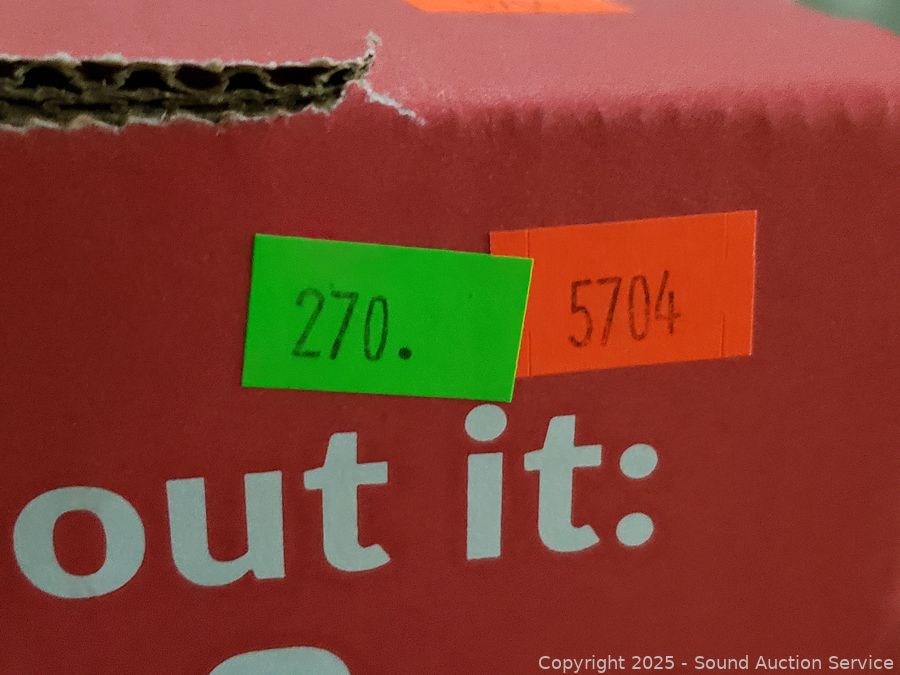 270.
5704
out it:
Copyright 2025 - Sound Auction Service